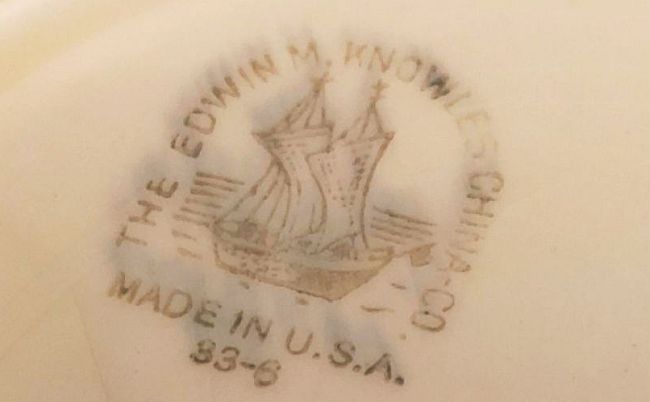 THE EDWIN M. KNOWLES CHINA-CO
MADE IN U.S.A.
33-6